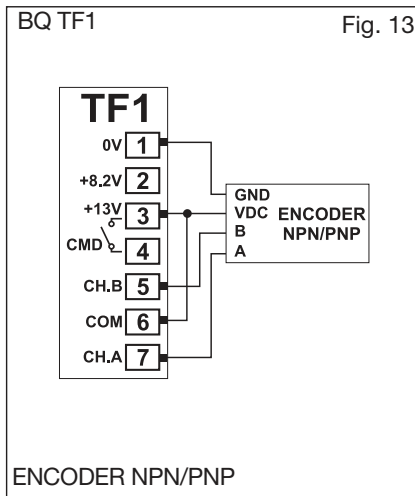 BQ TF1 Fig. 13
TF1
0V 1
+8.2V 2
+13V 3
CMD 4
CH.B 5
COM 6
CH.A 7
GND
VDC ENCODER
B NPN/PNP
A
ENCODER NPN/PNP